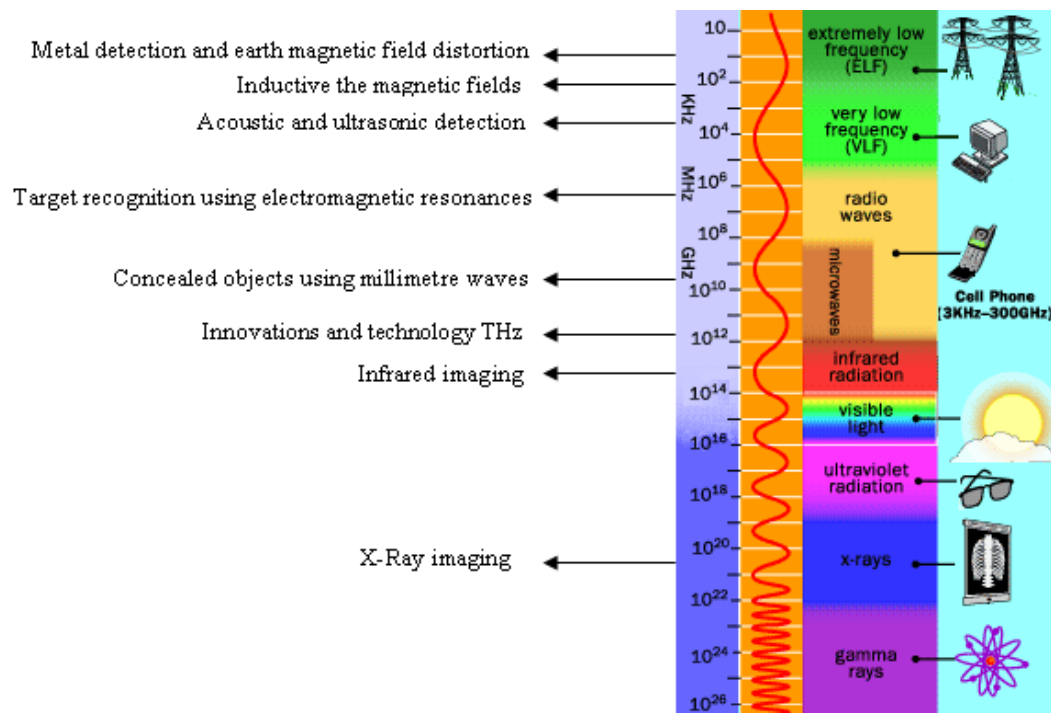 Metal detection and earth magnetic field distortion
Inductive the magnetic fields
Acoustic and ultrasonic detection
Target recognition using electromagnetic resonances
Concealed objects using millimetre waves
Innovations and technology THz
Infrared imaging
X-Ray imaging
KHz
MHz
GHz
10
10²
10⁴
10⁶
10⁸
10¹⁰
10¹²
10¹⁴
10¹⁶
10¹⁸
10²⁰
10²²
10²⁴
10²⁶
extremely low
frequency
(ELF)
very low
frequency
(VLF)
radio
waves
microwaves
infrared
radiation
visible
light
ultraviolet
radiation
x-rays
gamma
rays
Cell Phone
(3KHz–300GHz)